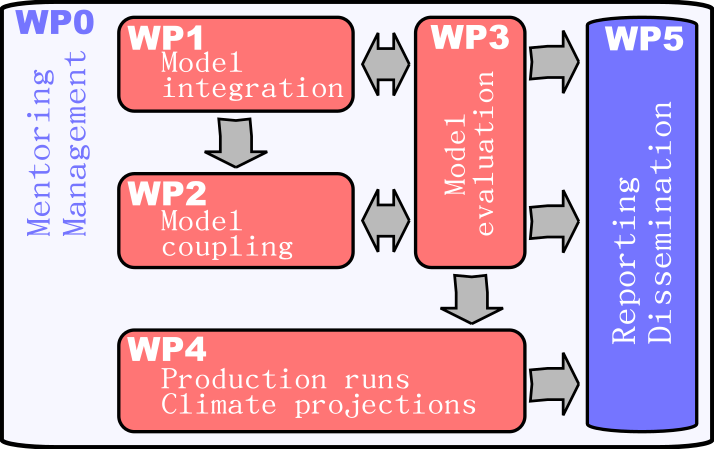 WP0
Mentoring
Management
WP1
Model
integration
WP2
Model
coupling
WP3
Model
evaluation
WP4
Production runs
Climate projections
WP5
Reporting
Dissemination